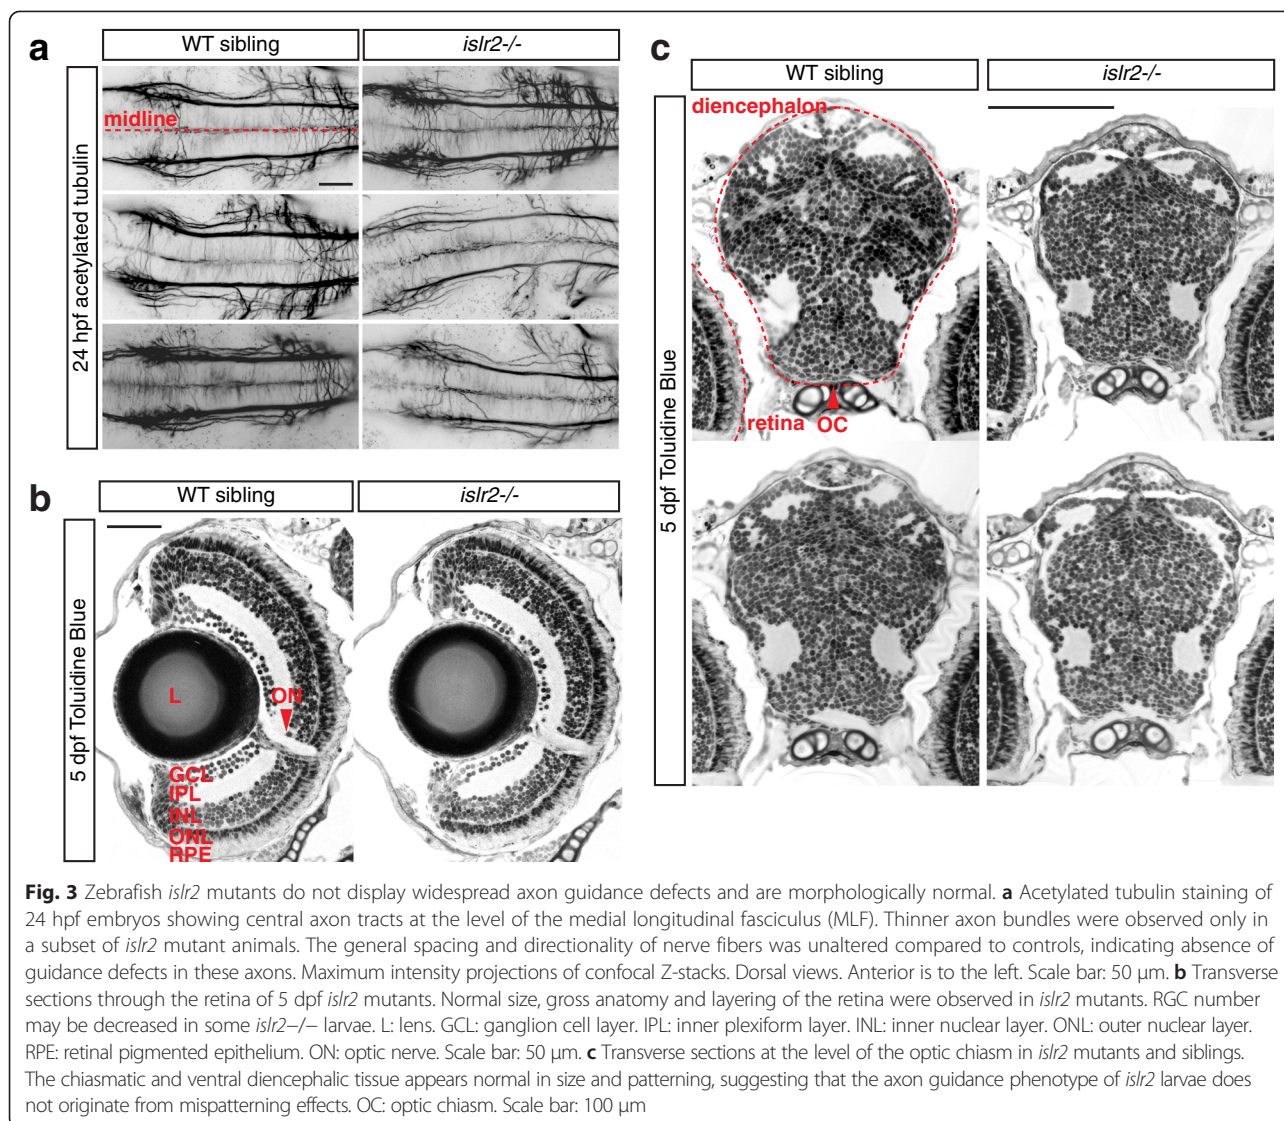 a
WT sibling
islr2-/-
24 hpf acetylated tubulin
midline
b
WT sibling
islr2-/-
5 dpf Toluidine Blue
L
ON
GCL
IPL
INL
ONL
RPE
c
WT sibling
islr2-/-
5 dpf Toluidine Blue
diencephalon
retina
OC
Fig. 3 Zebrafish islr2 mutants do not display widespread axon guidance defects and are morphologically normal. a Acetylated tubulin staining of
24 hpf embryos showing central axon tracts at the level of the medial longitudinal fasciculus (MLF). Thinner axon bundles were observed only in
a subset of islr2 mutant animals. The general spacing and directionality of nerve fibers was unaltered compared to controls, indicating absence of
guidance defects in these axons. Maximum intensity projections of confocal Z-stacks. Dorsal views. Anterior is to the left. Scale bar: 50 μm. b Transverse
sections through the retina of 5 dpf islr2 mutants. Normal size, gross anatomy and layering of the retina were observed in islr2 mutants. RGC number
may be decreased in some islr2−/− larvae. L: lens. GCL: ganglion cell layer. IPL: inner plexiform layer. INL: inner nuclear layer. ONL: outer nuclear layer.
RPE: retinal pigmented epithelium. ON: optic nerve. Scale bar: 50 μm. c Transverse sections at the level of the optic chiasm in islr2 mutants and siblings.
The chiasmatic and ventral diencephalic tissue appears normal in size and patterning, suggesting that the axon guidance phenotype of islr2 larvae does
not originate from mispatterning effects. OC: optic chiasm. Scale bar: 100 μm